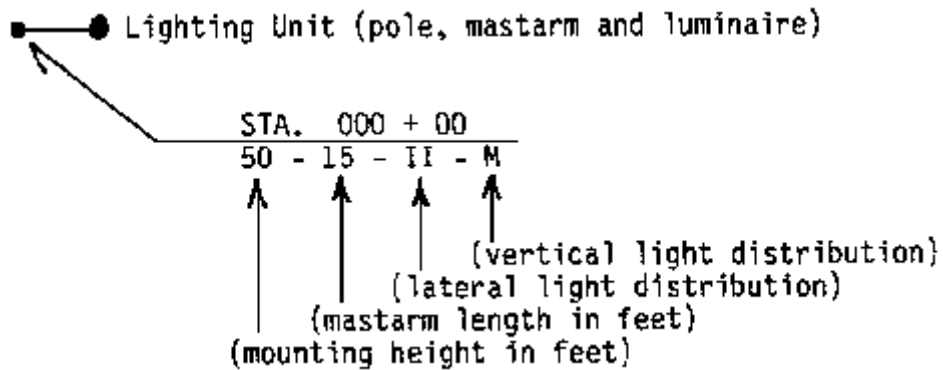 Lighting Unit (pole, mastarm and luminaire)
STA. 000 + 00
50 - 15 - II - M
(vertical light distribution)
(lateral light distribution)
(mastarm length in feet)
(mounting height in feet)